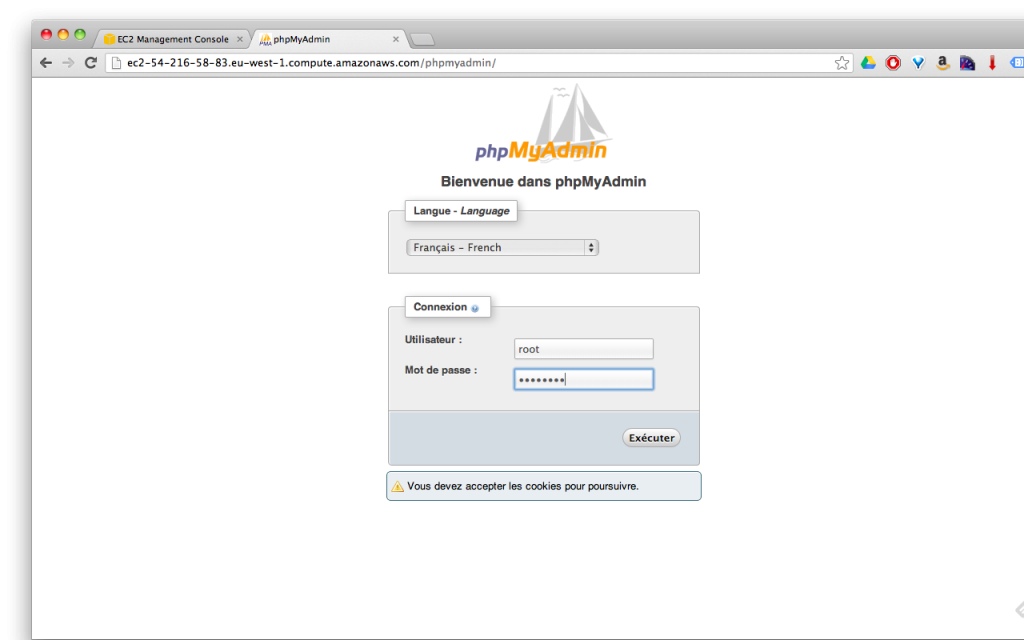 EC2 Management Console
phpMyAdmin
ec2-54-216-58-83.eu-west-1.compute.amazonaws.com/phpmyadmin/
phpMyAdmin
Bienvenue dans phpMyAdmin
Langue - Language
Français - French
Connexion
Utilisateur :
root
Mot de passe :
••••••••
Exécuter
Vous devez accepter les cookies pour poursuivre.